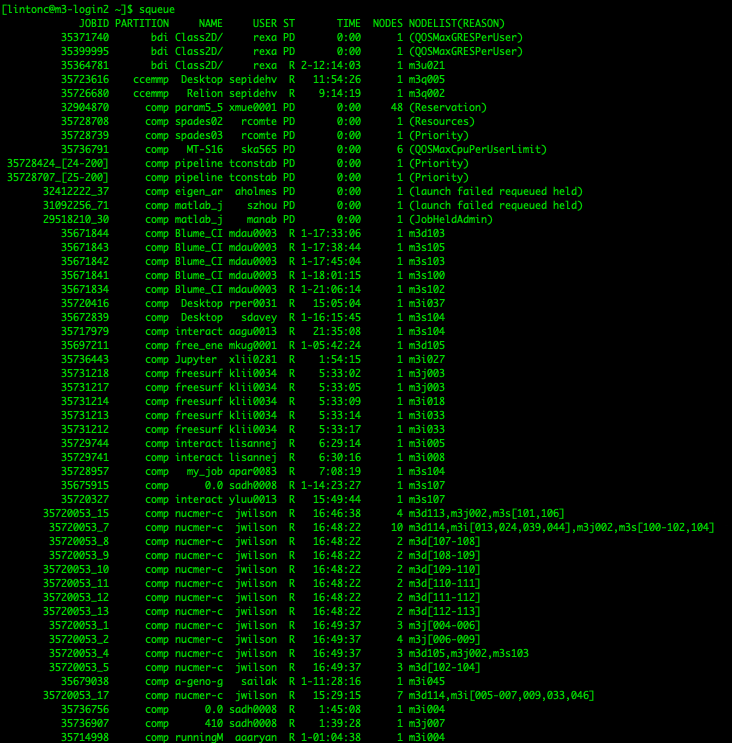 [lintonc@m3-login2 ~]$ squeue
JOBID PARTITION NAME USER ST TIME NODES NODELIST(REASON)
35371740 bdi Class2D/ rexa PD 0:00 1 (QOSMaxGRESPerUser)
35399995 bdi Class2D/ rexa PD 0:00 1 (QOSMaxGRESPerUser)
35364781 bdi Class2D/ rexa R 2-12:14:03 1 m3u021
35723616 ccemmp Desktop sepidehv R 11:54:26 1 m3q005
35726680 ccemmp Relion sepidehv R 9:14:19 1 m3q002
32904870 comp param5_5 xmue0001 PD 0:00 48 (Reservation)
35728708 comp spades02 rcomte PD 0:00 1 (Resources)
35728739 comp spades03 rcomte PD 0:00 1 (Priority)
35736791 comp MT-S16 ska565 PD 0:00 6 (QOSMaxCpuPerUserLimit)
35728424_[24-200] comp pipeline tconstab PD 0:00 1 (Priority)
35728707_[25-200] comp pipeline tconstab PD 0:00 1 (Priority)
32412222_37 comp eigen_ar aholmes PD 0:00 1 (launch failed requeued held)
31092256_71 comp matlab_j szhou PD 0:00 1 (launch failed requeued held)
29518210_30 comp matlab_j manab PD 0:00 1 (JobHeldAdmin)
35671844 comp Blume_CI mdau0003 R 1-17:33:06 1 m3d103
35671843 comp Blume_CI mdau0003 R 1-17:38:44 1 m3s105
35671842 comp Blume_CI mdau0003 R 1-17:45:04 1 m3s103
35671841 comp Blume_CI mdau0003 R 1-18:01:15 1 m3s100
35671834 comp Blume_CI mdau0003 R 1-21:06:14 1 m3s102
35720416 comp Desktop rper0031 R 15:05:04 1 m3i037
35672839 comp Desktop sdavey R 1-16:15:45 1 m3s104
35717979 comp interact aagu0013 R 21:35:08 1 m3s104
35697211 comp free_ene mkug0001 R 1-05:42:24 1 m3d105
35736443 comp Jupyter xlii0281 R 1:54:15 1 m3i027
35731218 comp freesurf klii0034 R 5:33:02 1 m3j003
35731217 comp freesurf klii0034 R 5:33:05 1 m3j003
35731214 comp freesurf klii0034 R 5:33:09 1 m3i018
35731213 comp freesurf klii0034 R 5:33:14 1 m3i033
35731212 comp freesurf klii0034 R 5:33:17 1 m3i033
35729744 comp interact lisannej R 6:29:14 1 m3i005
35729741 comp interact lisannej R 6:30:16 1 m3i008
35728957 comp my_job apar0083 R 7:08:19 1 m3s104
35675915 comp 0.0 sadh0008 R 1-14:23:27 1 m3s107
35720327 comp interact yluu0013 R 15:49:44 1 m3s107
35720053_15 comp nucmer-c jwilson R 16:46:38 4 m3d113,m3j002,m3s[101,106]
35720053_7 comp nucmer-c jwilson R 16:48:22 10 m3d114,m3i[013,024,039,044],m3j002,m3s[100-102,104]
35720053_8 comp nucmer-c jwilson R 16:48:22 2 m3d[107-108]
35720053_9 comp nucmer-c jwilson R 16:48:22 2 m3d[108-109]
35720053_10 comp nucmer-c jwilson R 16:48:22 2 m3d[109-110]
35720053_11 comp nucmer-c jwilson R 16:48:22 2 m3d[110-111]
35720053_12 comp nucmer-c jwilson R 16:48:22 2 m3d[111-112]
35720053_13 comp nucmer-c jwilson R 16:48:22 2 m3d[112-113]
35720053_1 comp nucmer-c jwilson R 16:49:37 3 m3j[004-006]
35720053_2 comp nucmer-c jwilson R 16:49:37 4 m3j[006-009]
35720053_4 comp nucmer-c jwilson R 16:49:37 3 m3d105,m3j002,m3s103
35720053_5 comp nucmer-c jwilson R 16:49:37 3 m3d[102-104]
35679038 comp a-geno-g sailak R 1-11:28:16 1 m3i045
35720053_17 comp nucmer-c jwilson R 15:29:15 7 m3d114,m3i[005-007,009,033,046]
35736756 comp 0.0 sadh0008 R 1:45:08 1 m3i004
35736907 comp 410 sadh0008 R 1:39:28 1 m3j007
35714998 comp runningM aaaryan R 1-01:04:38 1 m3i004